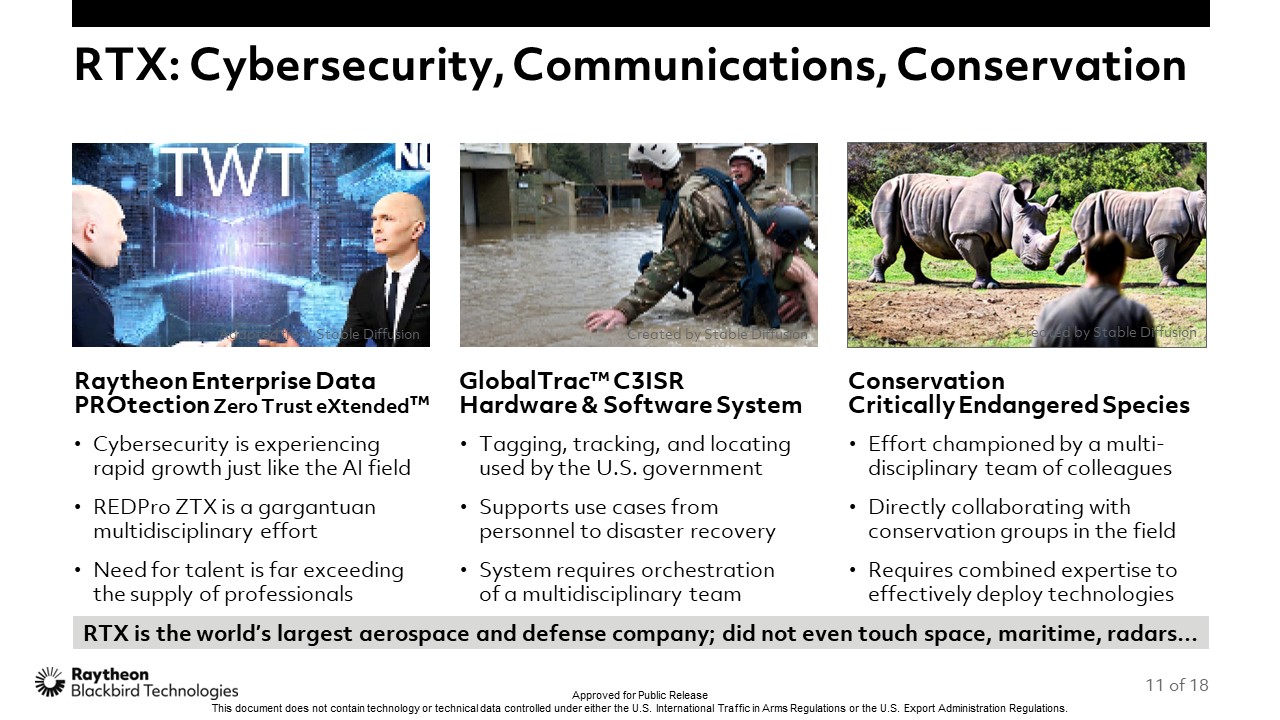 RTX: Cybersecurity, Communications, Conservation
TWT
Stable Diffusion
Created by Stable Diffusion
Created by Stable Diffusion
Raytheon Enterprise Data
PROtection Zero Trust eXtended™
• Cybersecurity is experiencing
rapid growth just like the AI field
• REDPro ZTX is a gargantuan
multidisciplinary effort
• Need for talent is far exceeding
the supply of professionals
GlobalTrac™ C3ISR
Hardware & Software System
• Tagging, tracking, and locating
used by the U.S. government
• Supports use cases from
personnel to disaster recovery
• System requires orchestration
of a multidisciplinary team
Conservation
Critically Endangered Species
• Effort championed by a multi-
disciplinary team of colleagues
• Directly collaborating with
conservation groups in the field
• Requires combined expertise to
effectively deploy technologies
RTX is the world's largest aerospace and defense company; did not even touch space, maritime, radars...
Raytheon
Blackbird Technologies
11 of 18
Approved for Public Release
This document does not contain technology or technical data controlled under either the U.S. International Traffic in Arms Regulations or the U.S. Export Administration Regulations.